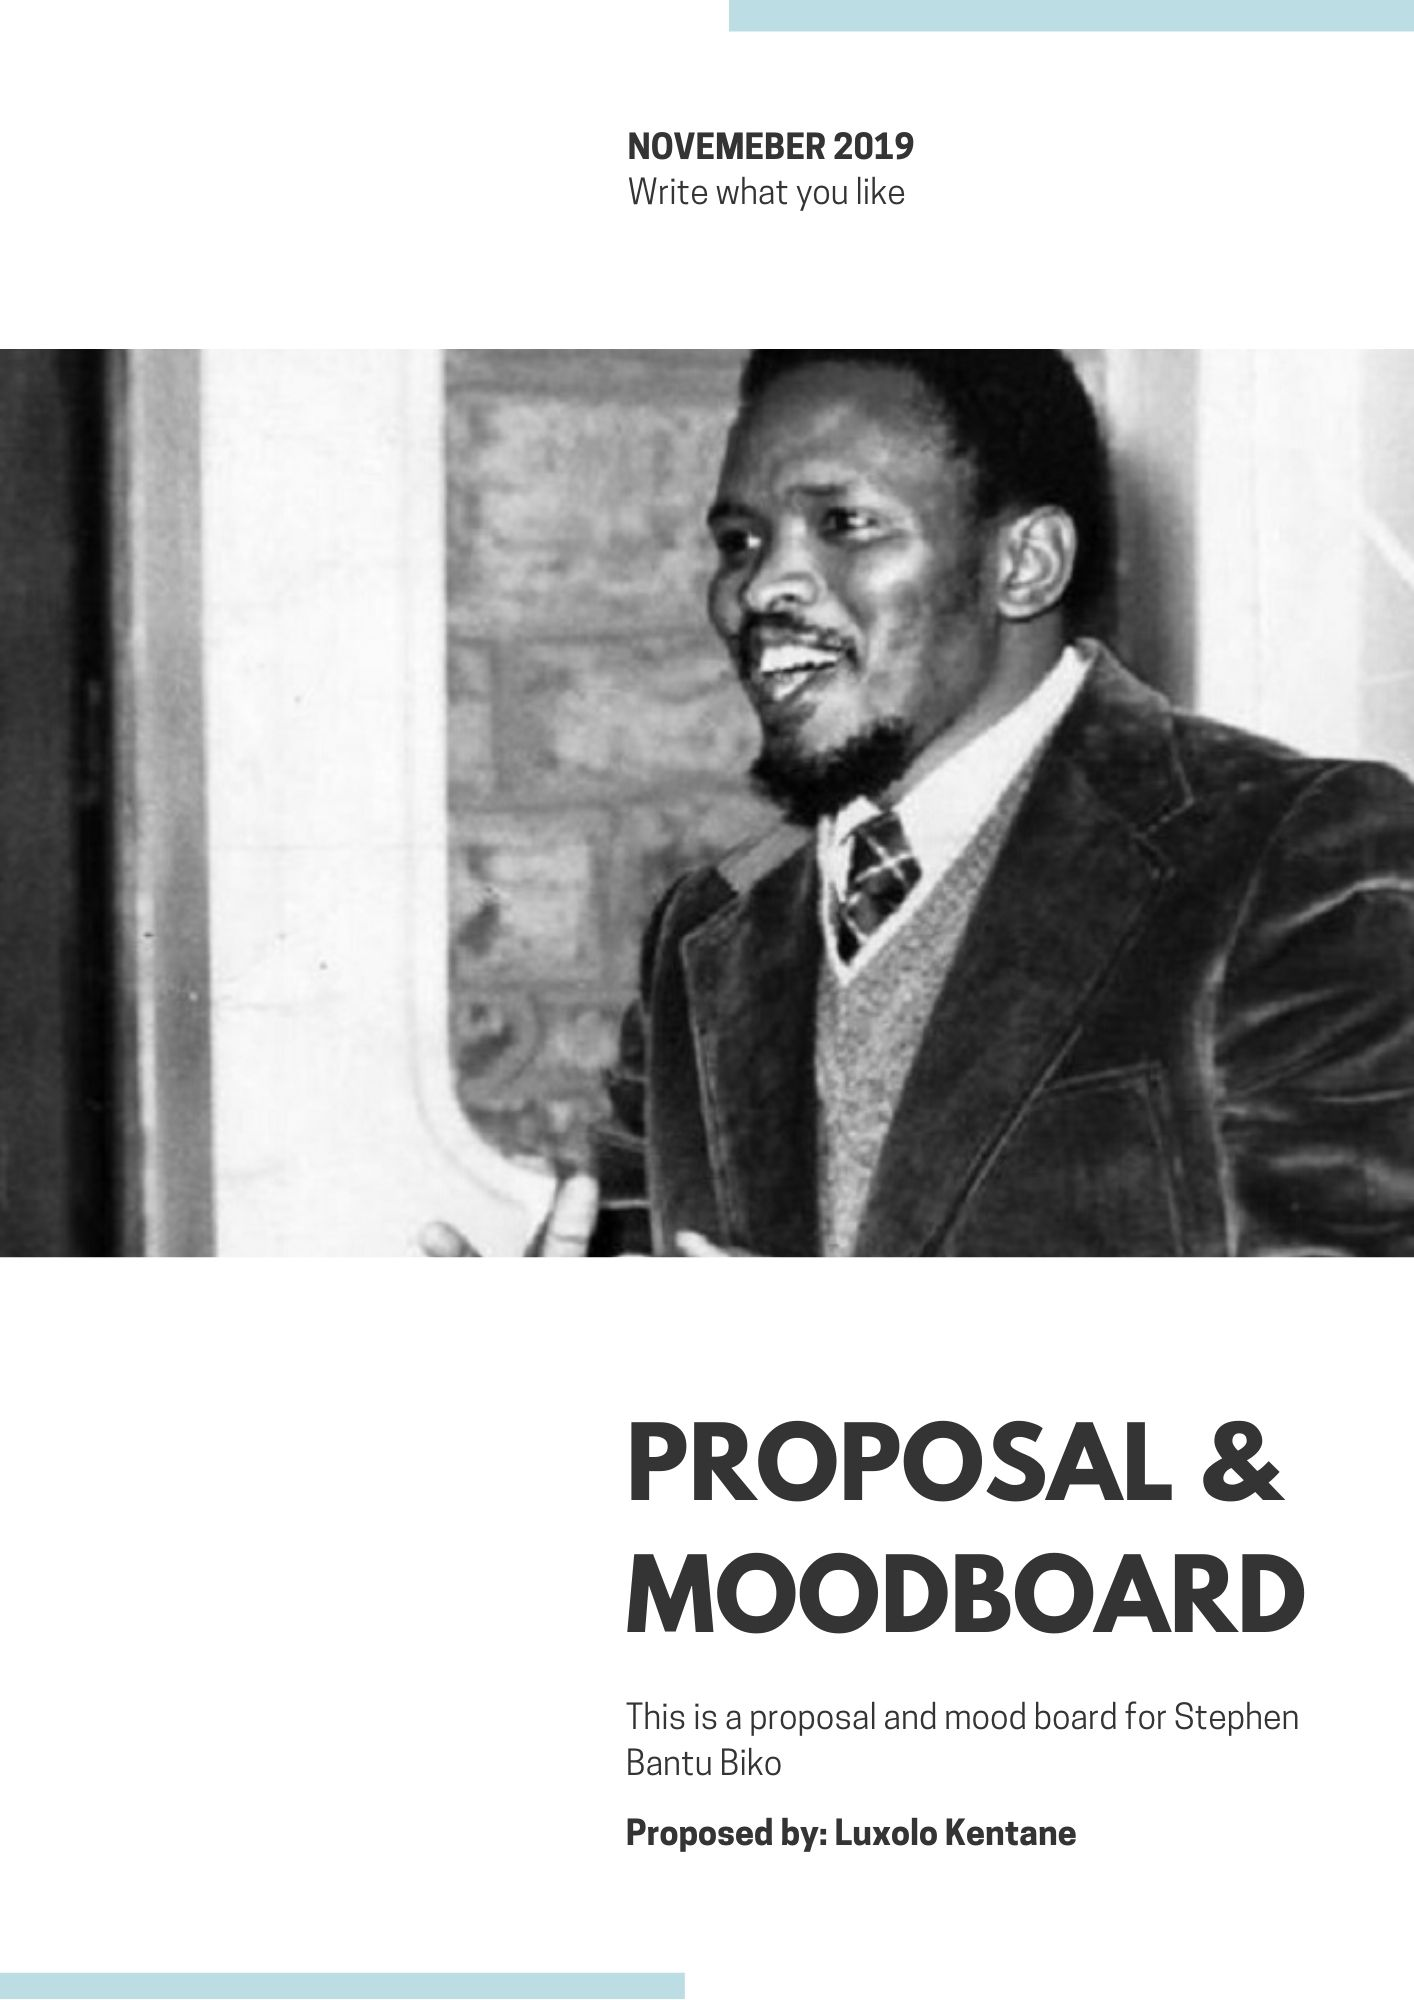 NOVEMEBER 2019
Write what you like
PROPOSAL &
MOODBOARD
This is a proposal and mood board for Stephen
Bantu Biko
Proposed by: Luxolo Kentane